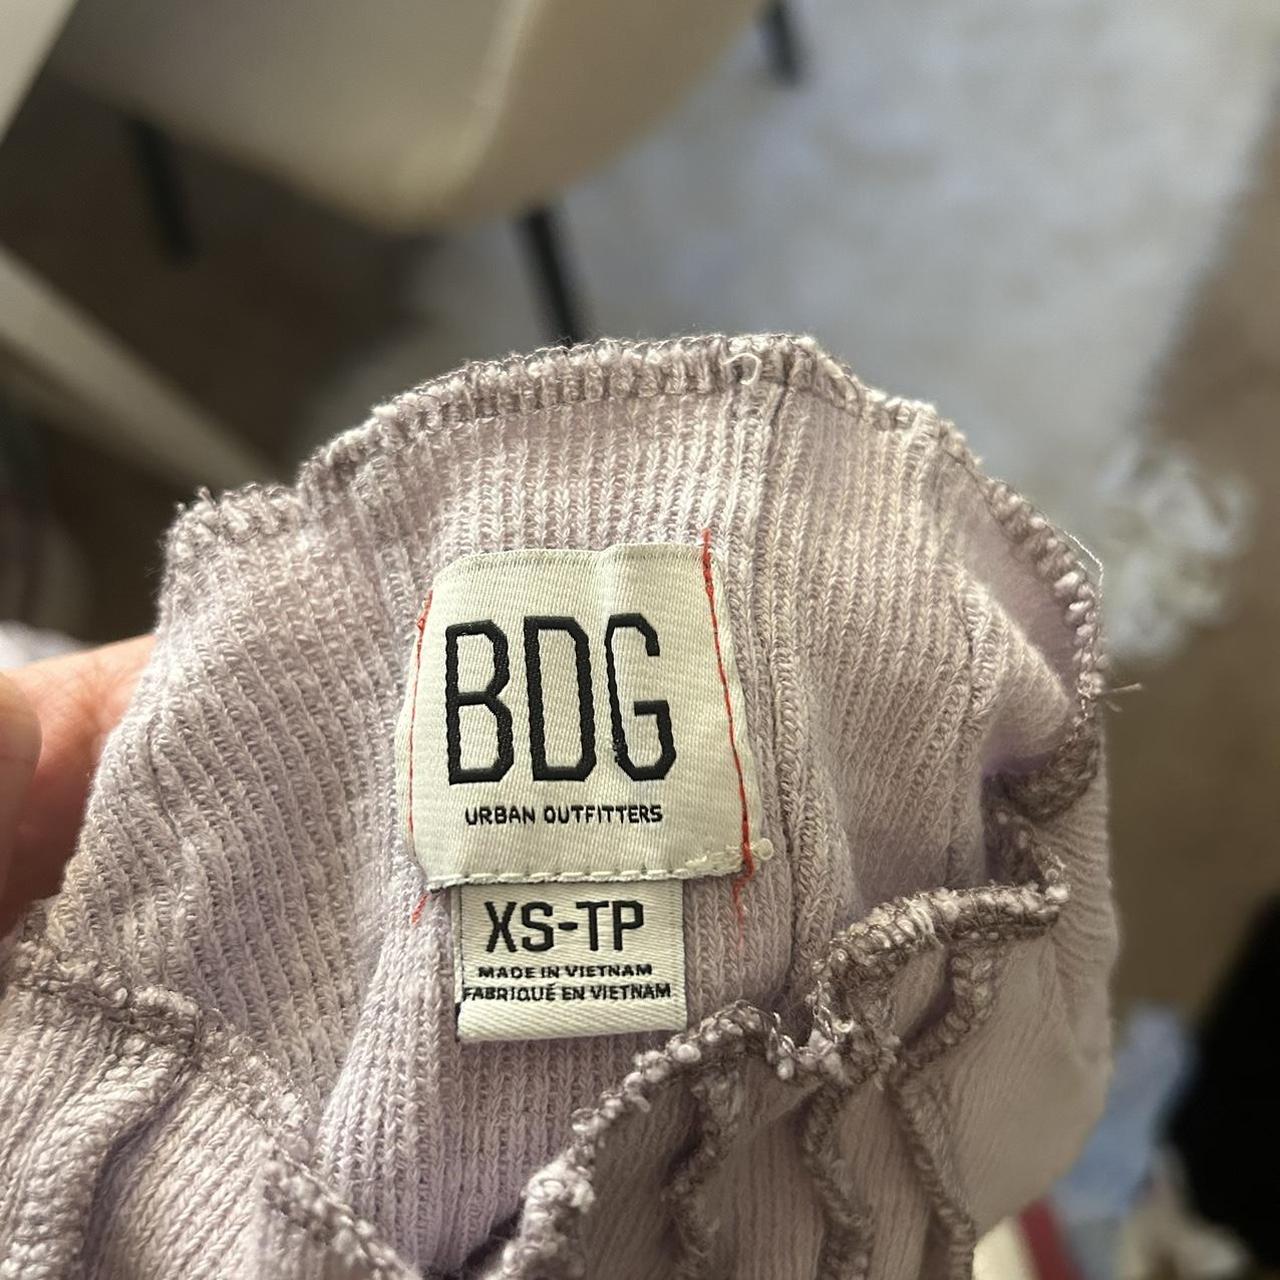 BDG
URBAN OUTFITTERS
XS-TP
MADE IN VIETNAM
FABRIQUÉ EN VIETNAM